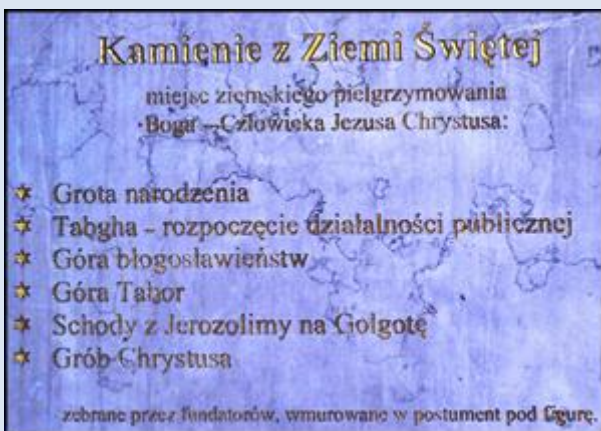 Kamienie z Ziemi Świętej
miejsc ziemskiego pielgrzymowania
Boga – Człowieka Jezusa Chrystusa:
Grota narodzenia
Tabgha - rozpoczęcie działalności publicznej
Góra błogosławieństw
Góra Tabor
Schody z Jerozolimy na Golgotę
Grób Chrystusa
zebrane przez fundatorów, wmurowane w postument pod figurę.